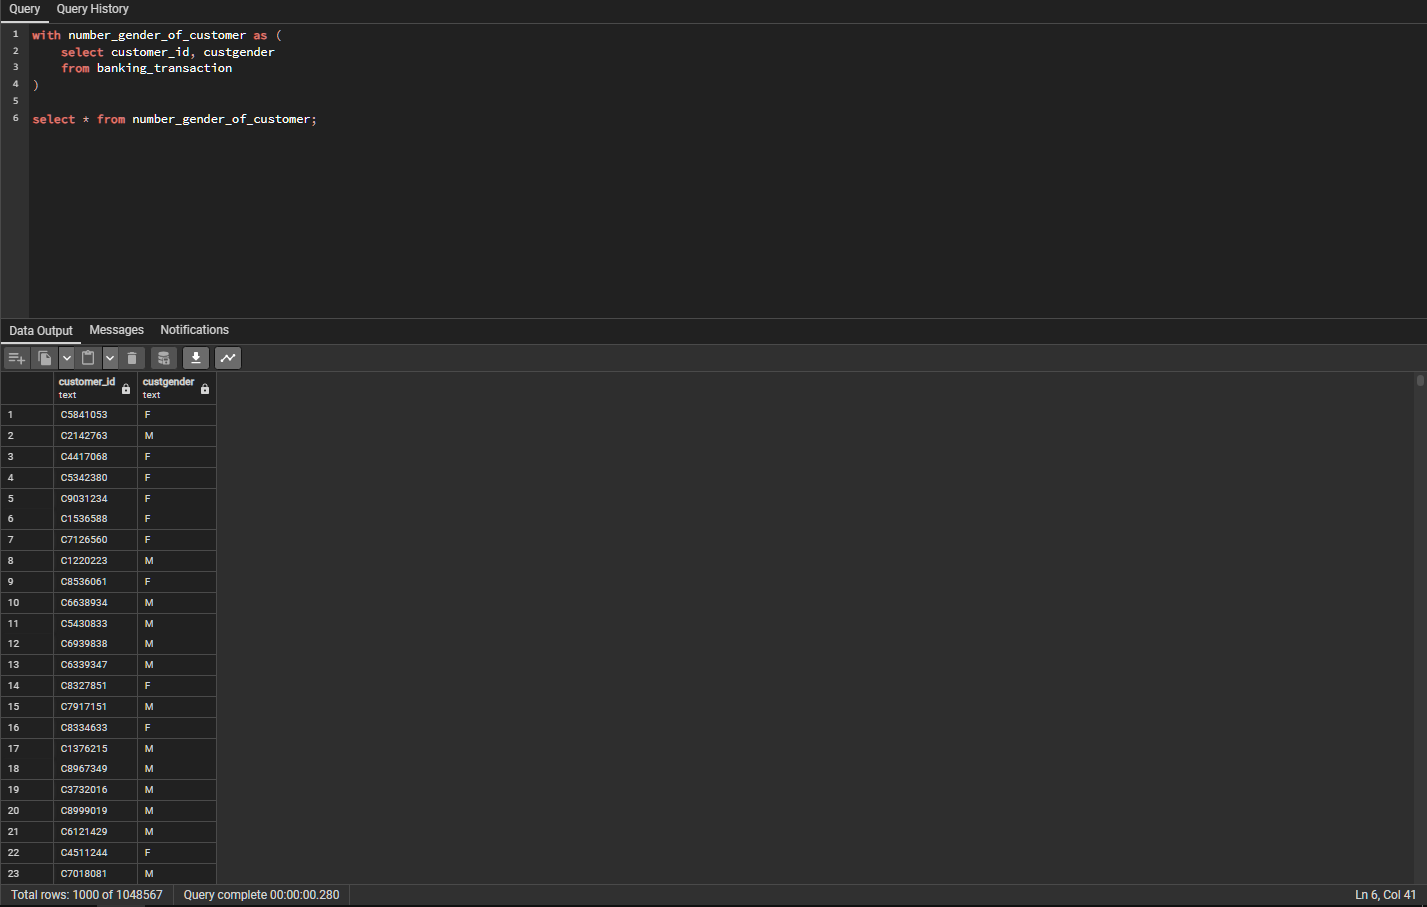 Query Query History
1 with number_gender_of_customer as (
2 select customer_id, custgender
3 from banking_transaction
4 )
5
6 select * from number_gender_of_customer;
Data Output Messages Notifications
customer_id custgender
text text
1 C5841053 F
2 C2142763 M
3 C4417068 F
4 C5342380 F
5 C9031234 F
6 C1536588 F
7 C7126560 F
8 C1220223 M
9 C8536061 F
10 C6638934 M
11 C5430833 M
12 C6939838 M
13 C6339347 M
14 C8327851 F
15 C7917151 M
16 C8334633 F
17 C1376215 M
18 C8967349 M
19 C3732016 M
20 C8999019 M
21 C6121429 M
22 C4511244 F
23 C7018081 M
Total rows: 1000 of 1048567 Query complete 00:00:00.280 Ln 6, Col 41